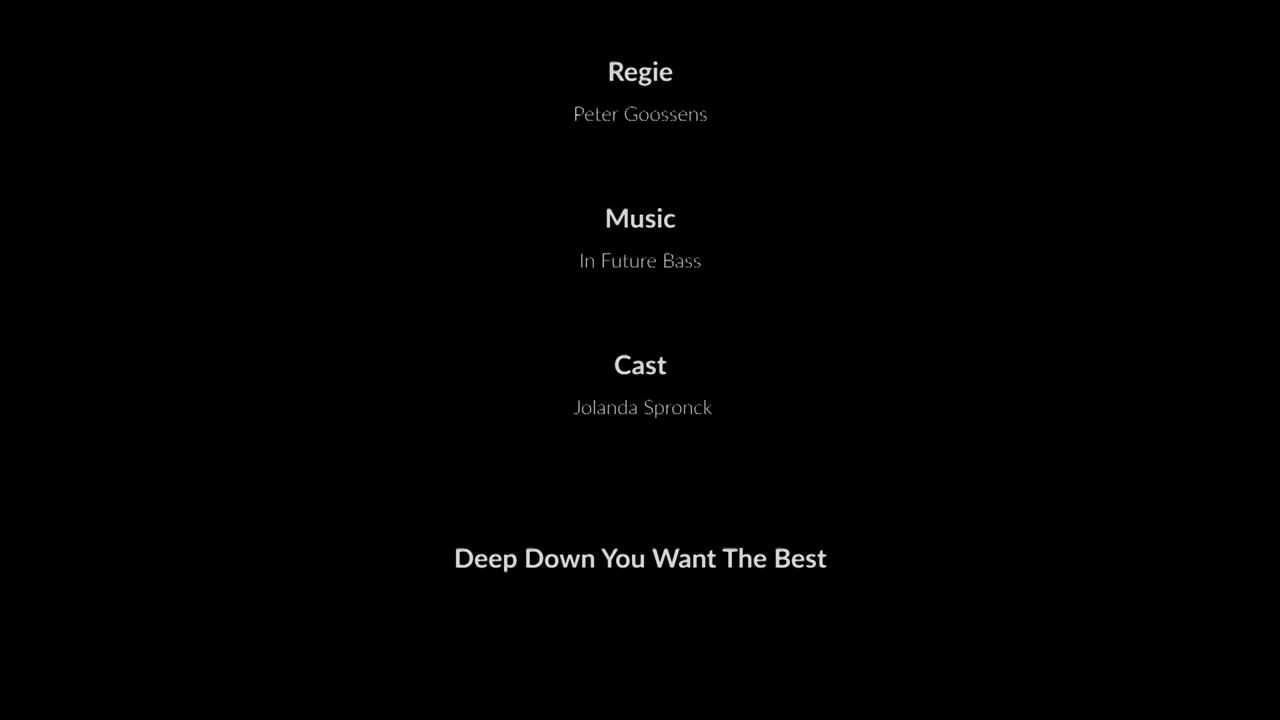 Regie
Peter Goossens
Music
In Future Bass
Cast
Jolanda Spronck
Deep Down You Want The Best